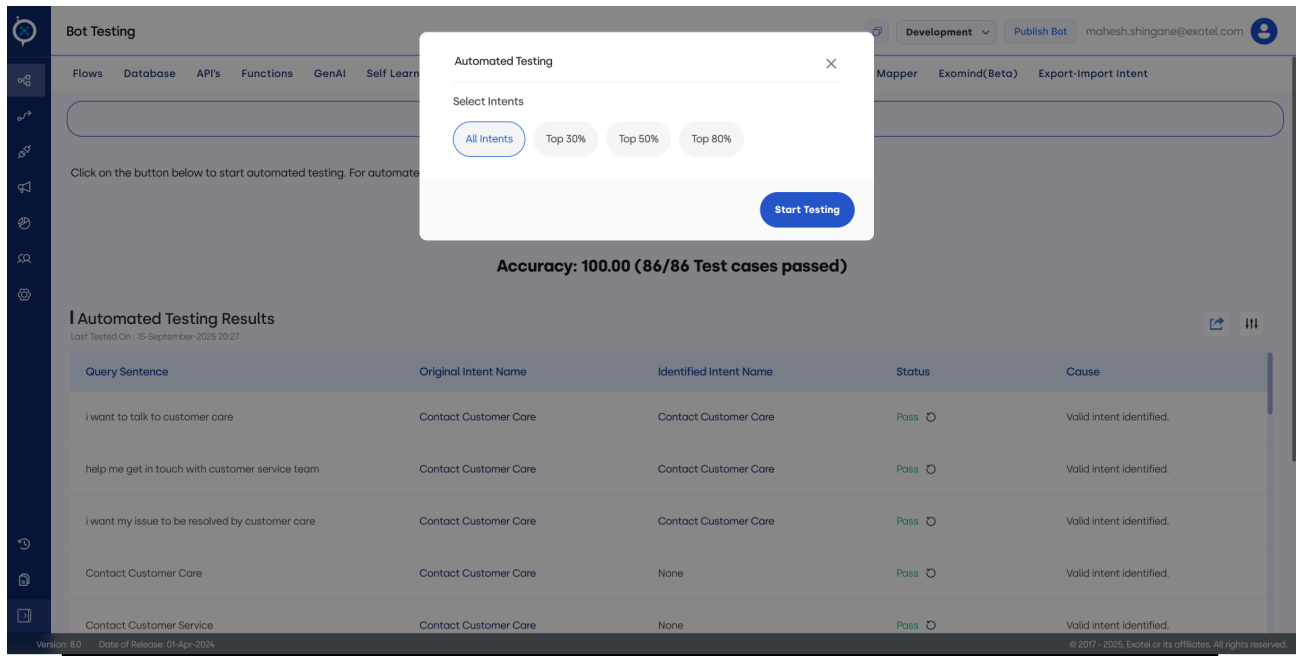 Bot Testing
Development
Publish Bot
mahesh.shingane@exotel.com
Automated Testing
Flows Database API's Functions GenAI Self Learn
Mapper Exomind(Beta) Export-Import Intent
Select Intents
All Intents Top 30% Top 50% Top 80%
Click on the button below to start automated testing. For automate
Start Testing
Accuracy: 100.00 (86/86 Test cases passed)
Automated Testing Results
Last Tested On : 15-September-2025 20:27
Query Sentence Original Intent Name Identified Intent Name Status Cause
i want to talk to customer care Contact Customer Care Contact Customer Care Pass Valid intent identified.
help me get in touch with customer service team Contact Customer Care Contact Customer Care Pass Valid intent identified.
i want my issue to be resolved by customer care Contact Customer Care Contact Customer Care Pass Valid intent identified.
Contact Customer Care Contact Customer Care None Pass Valid intent identified.
Contact Customer Service Contact Customer Care None Pass Valid intent identified.
Version: 8.0 Date of Release: 01-Apr-2024 © 2017 - 2025, Exotel or its affiliates. All rights reserved.